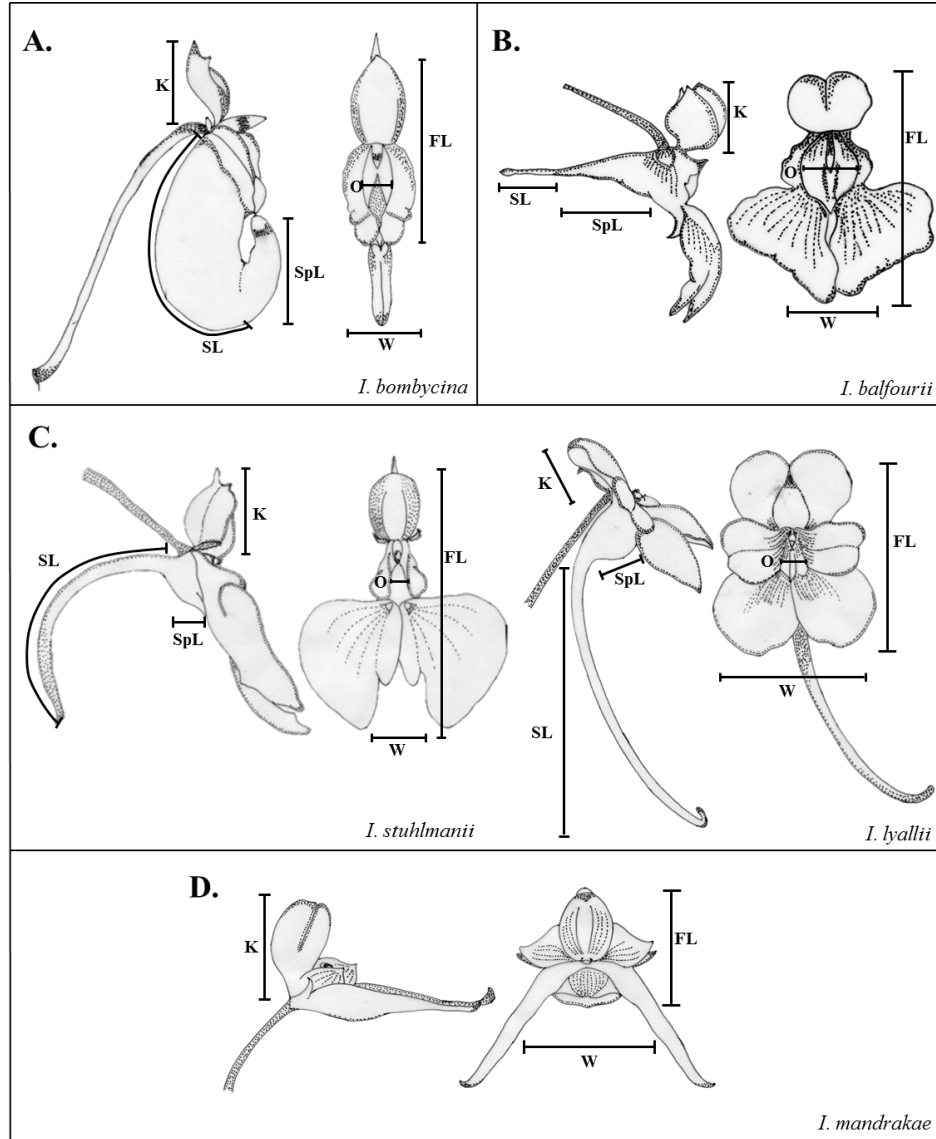 A.
K
FL
O
SpL
SL
W
I. bombycina
B.
K
FL
O
SL
SpL
W
I. balfourii
C.
K
SL
FL
O
SpL
W
I. stuhlmanii
K
FL
O
SpL
W
SL
I. lyallii
D.
K
FL
W
I. mandrakae